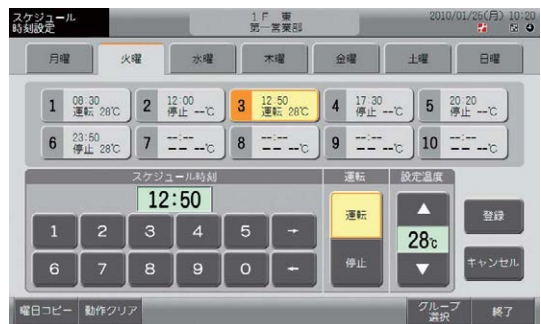 スケジュール
時刻設定
1F 東
第一営業部
2010/01/26(月) 10:20
月曜 火曜 水曜 木曜 金曜 土曜 日曜
1 08:30 運転 28℃
2 12:00 停止 --℃
3 12:50 運転 28℃
4 17:30 停止 --℃
5 20:20 停止 --℃
6 23:50 停止 28℃
7 --:-- -- --℃
8 --:-- -- --℃
9 --:-- -- --℃
10 --:-- -- --℃
スケジュール時刻 運転 設定温度
12:50
1 2 3 4 5 →
6 7 8 9 0 ←
運転
停止
▲
28℃
▼
登録
キャンセル
曜日コピー 動作クリア グループ選択 終了